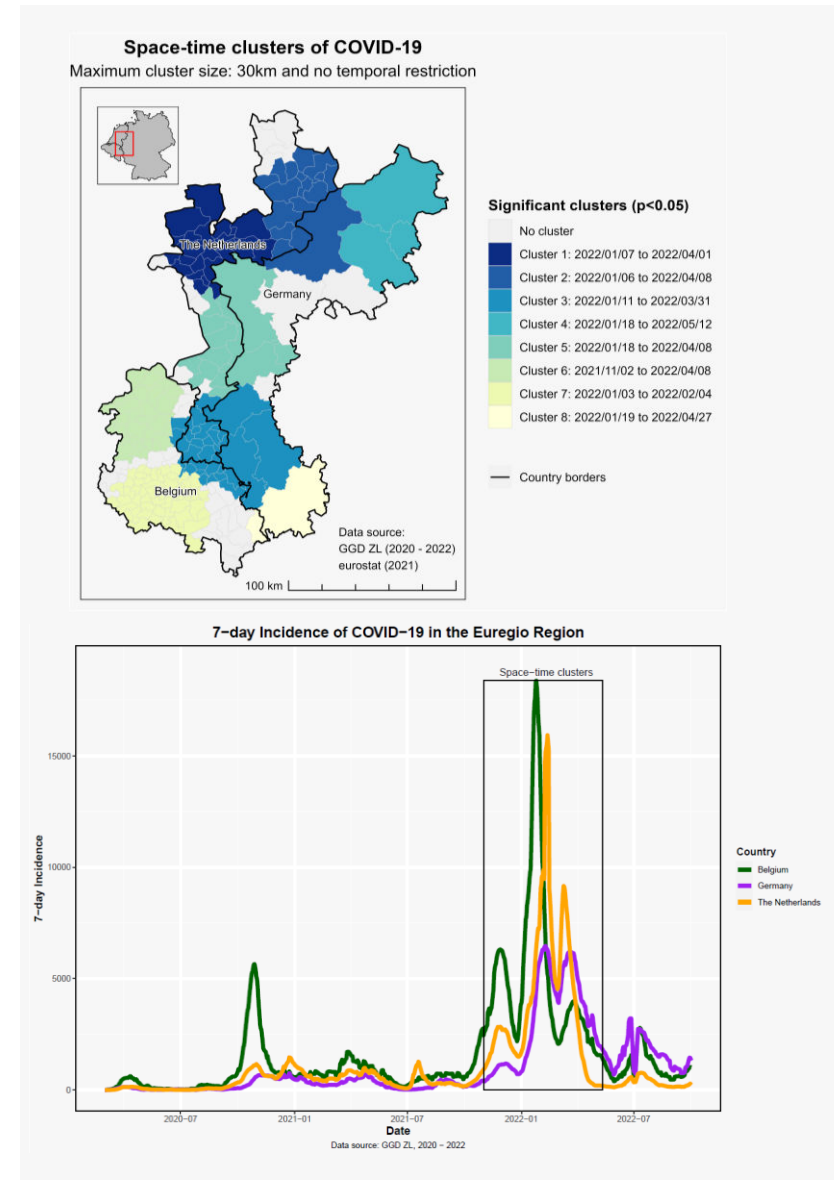 Space-time clusters of COVID-19
Maximum cluster size: 30km and no temporal restriction
The Netherlands
Germany
Belgium
Data source:
GGD ZL (2020 - 2022)
eurostat (2021)
100 km
Significant clusters (p<0.05)
No cluster
Cluster 1: 2022/01/07 to 2022/04/01
Cluster 2: 2022/01/06 to 2022/04/08
Cluster 3: 2022/01/11 to 2022/03/31
Cluster 4: 2022/01/18 to 2022/05/12
Cluster 5: 2022/01/18 to 2022/04/08
Cluster 6: 2021/11/02 to 2022/04/08
Cluster 7: 2022/01/03 to 2022/02/04
Cluster 8: 2022/01/19 to 2022/04/27
Country borders
7−day Incidence of COVID−19 in the Euregio Region
Space−time clusters
7−day Incidence
15000
10000
5000
0
2020−07
2021−01
2021−07
2022−01
2022−07
Date
Data source: GGD ZL, 2020 − 2022
Country
Belgium
Germany
The Netherlands